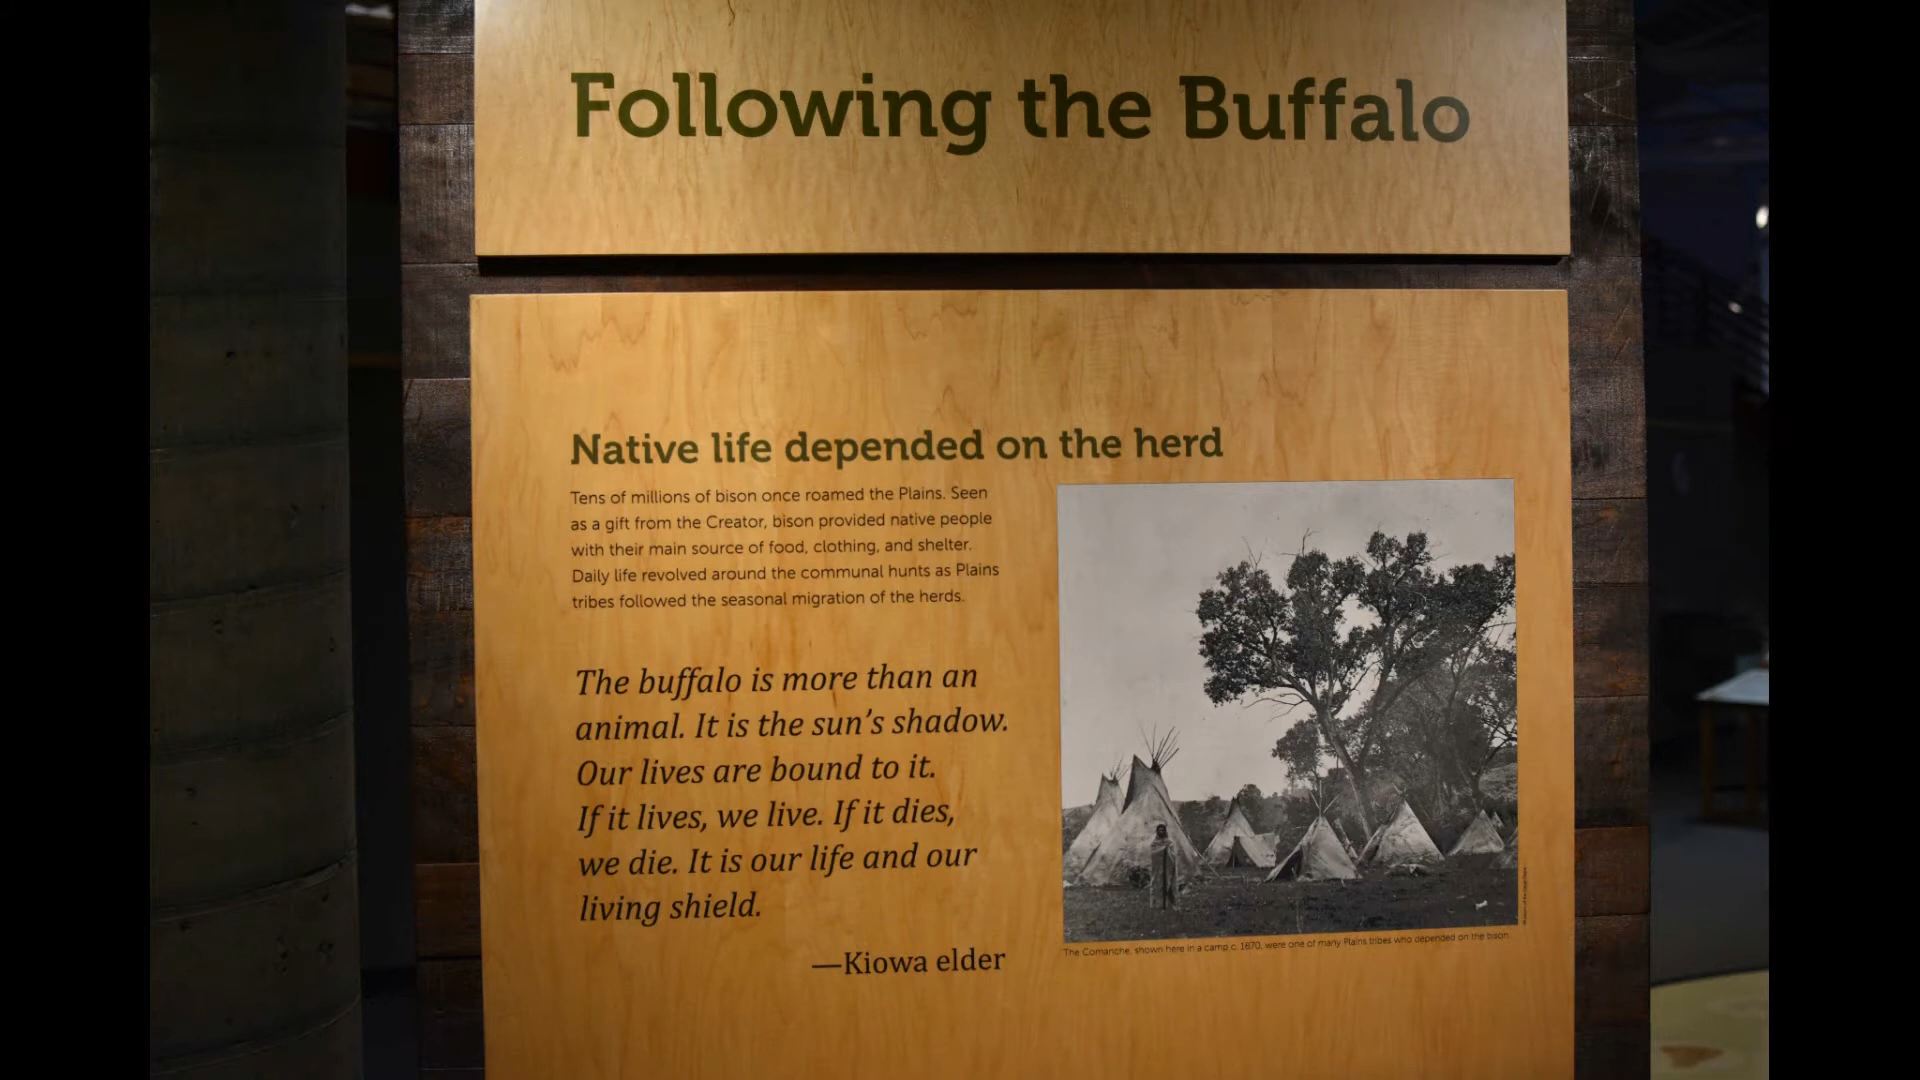 Following the Buffalo
Native life depended on the herd
Tens of millions of bison once roamed the Plains. Seen
as a gift from the Creator, bison provided native people
with their main source of food, clothing, and shelter.
Daily life revolved around the communal hunts as Plains
tribes followed the seasonal migration of the herds.
The buffalo is more than an
animal. It is the sun’s shadow.
Our lives are bound to it.
If it lives, we live. If it dies,
we die. It is our life and our
living shield.
—Kiowa elder
The Comanche, shown here in a camp c. 1870, were one of many Plains tribes who depended on the bison.